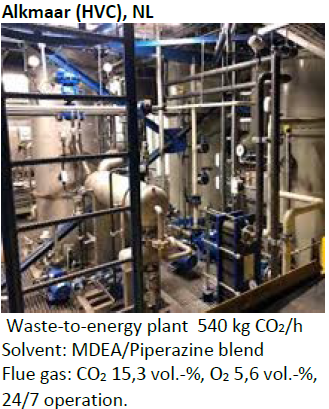 Alkmaar (HVC), NL
Waste-to-energy plant 540 kg CO₂/h
Solvent: MDEA/Piperazine blend
Flue gas: CO₂ 15,3 vol.-%, O₂ 5,6 vol.-%,
24/7 operation.